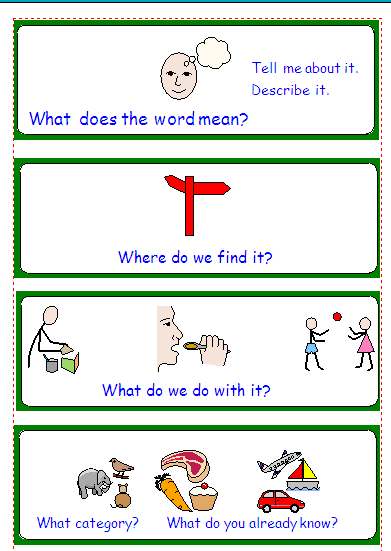 Tell me about it.
Describe it.
What does the word mean?
Where do we find it?
What do we do with it?
What category? What do you already know?